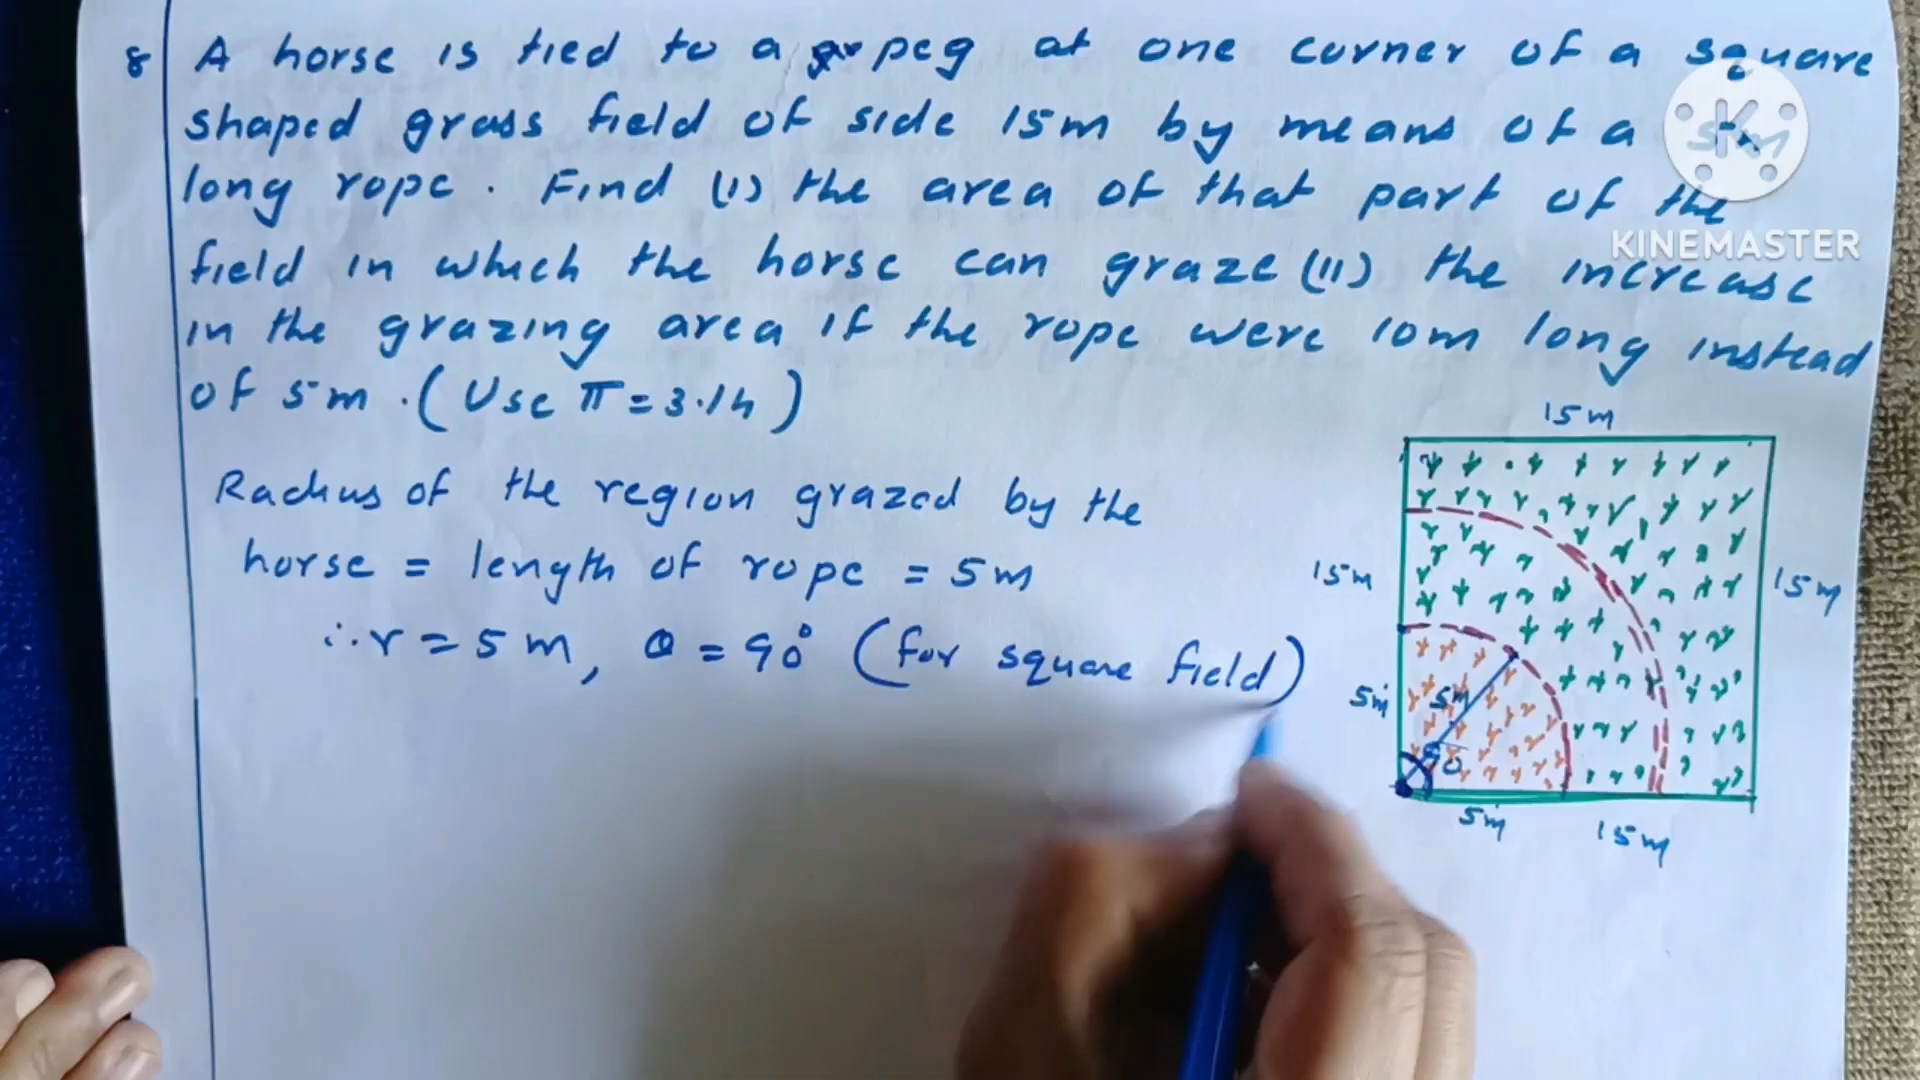 8 A horse is tied to a peg at one corner of a square
shaped grass field of side 15m by means of a 5m
long rope. Find (i) the area of that part of the
field in which the horse can graze (ii) the increase
in the grazing area if the rope were 10m long instead
of 5m. (Use π = 3.14)
Radius of the region grazed by the
horse = length of rope = 5m
∴ r = 5 m, θ = 90° (for square field)
KINEMASTER
15m
15m
15m
5m
5m
90
5m
15m